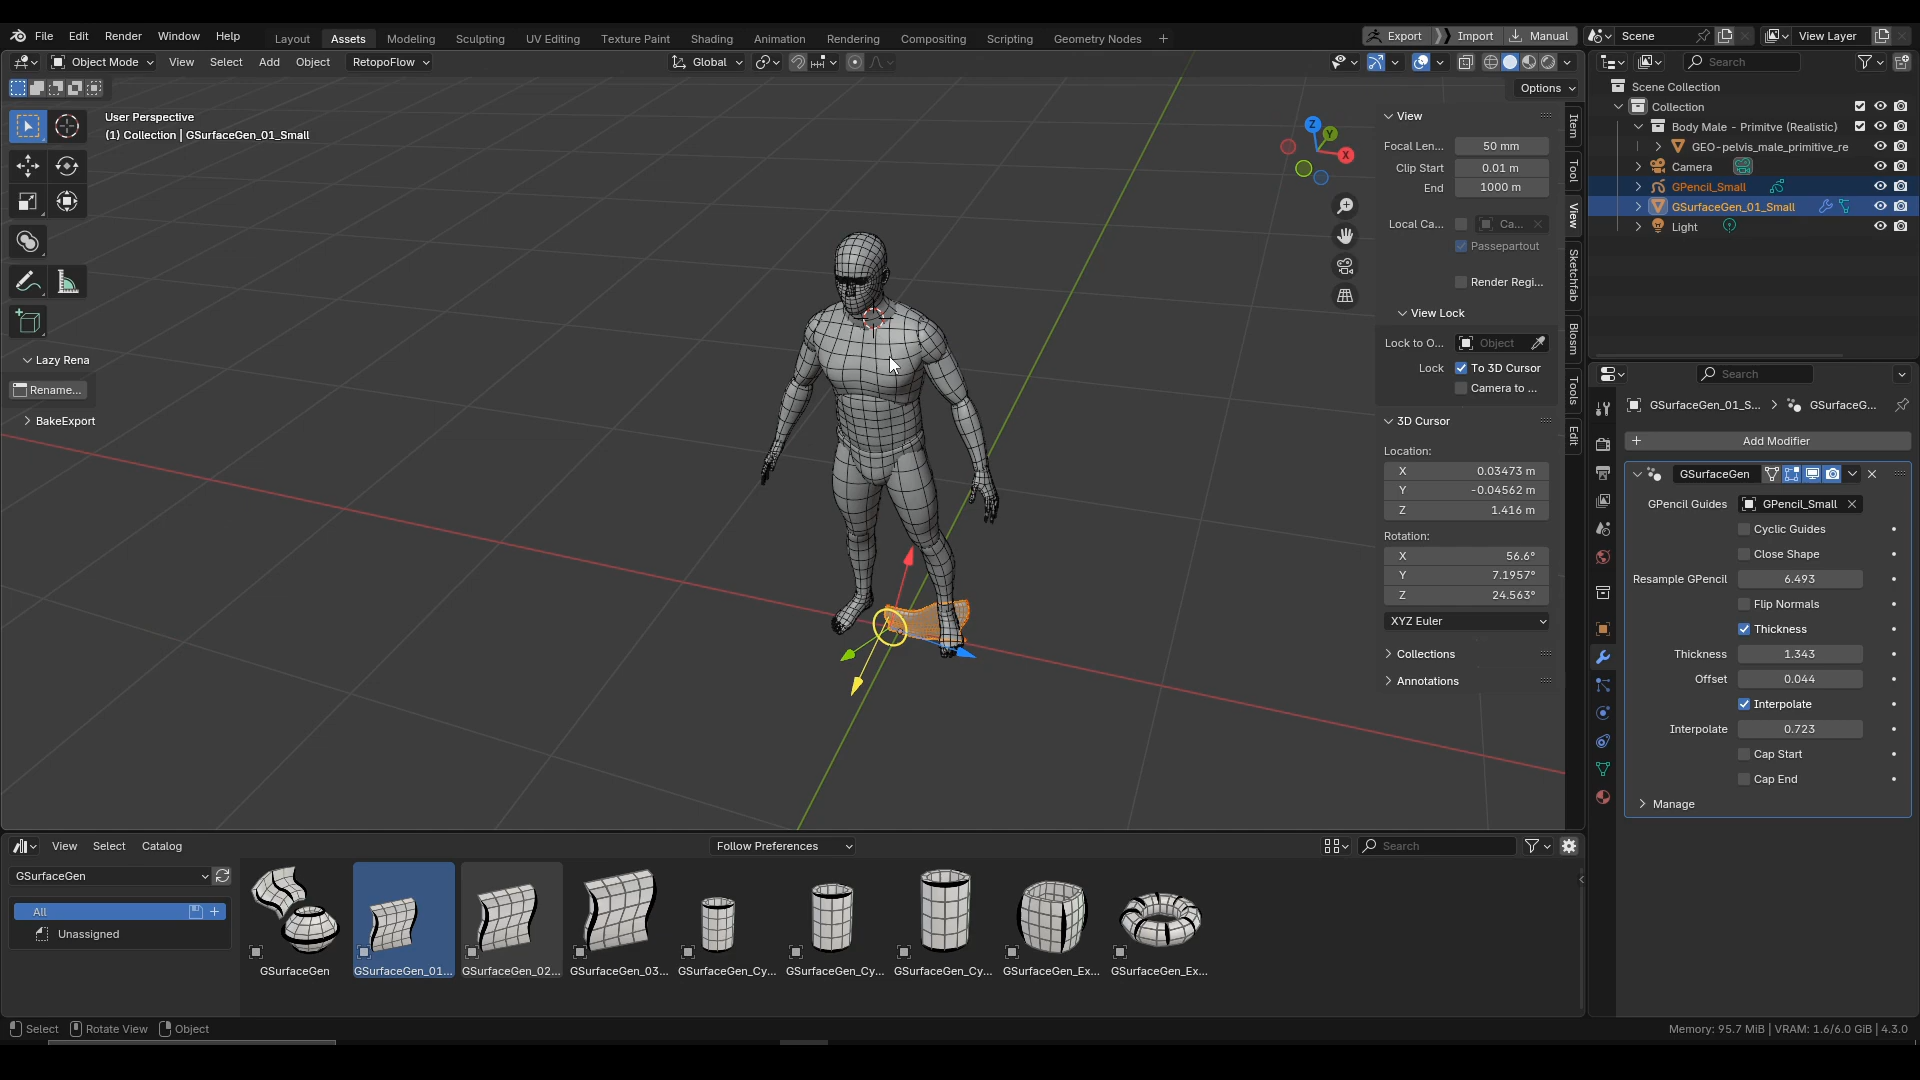 File Edit Render Window Help Layout Assets Modeling Sculpting UV Editing Texture Paint Shading Animation Rendering Compositing Scripting Geometry Nodes + Export Import Manual Scene View Layer
Object Mode View Select Add Object RetopoFlow Global Search
Options
User Perspective
(1) Collection | GSurfaceGen_01_Small
Lazy Rena
Rename...
BakeExport
Z
Y
X
View
Focal Len... 50 mm
Clip Start 0.01 m
End 1000 m
Local Ca... Ca...
Passepartout
Render Regi...
View Lock
Lock to O... Object
Lock To 3D Cursor
Camera to ...
3D Cursor
Location:
X 0.03473 m
Y -0.04562 m
Z 1.416 m
Rotation:
X 56.6°
Y 7.1957°
Z 24.563°
XYZ Euler
Collections
Annotations
Item
Tool
View
Sketchfab
Blosm
Tools
Edit
Scene Collection
Collection
Body Male - Primitve (Realistic)
GEO-pelvis_male_primitive_re
Camera
GPencil_Small
GSurfaceGen_01_Small
Light
Search
GSurfaceGen_01_S... GSurfaceG...
+ Add Modifier
GSurfaceGen
GPencil Guides GPencil_Small
Cyclic Guides
Close Shape
Resample GPencil 6.493
Flip Normals
Thickness
Thickness 1.343
Offset 0.044
Interpolate
Interpolate 0.723
Cap Start
Cap End
Manage
View Select Catalog Follow Preferences Search
GSurfaceGen
All
Unassigned
GSurfaceGen GSurfaceGen_01... GSurfaceGen_02... GSurfaceGen_03... GSurfaceGen_Cy... GSurfaceGen_Cy... GSurfaceGen_Cy... GSurfaceGen_Ex... GSurfaceGen_Ex...
Select Rotate View Object Memory: 95.7 MiB | VRAM: 1.6/6.0 GiB | 4.3.0